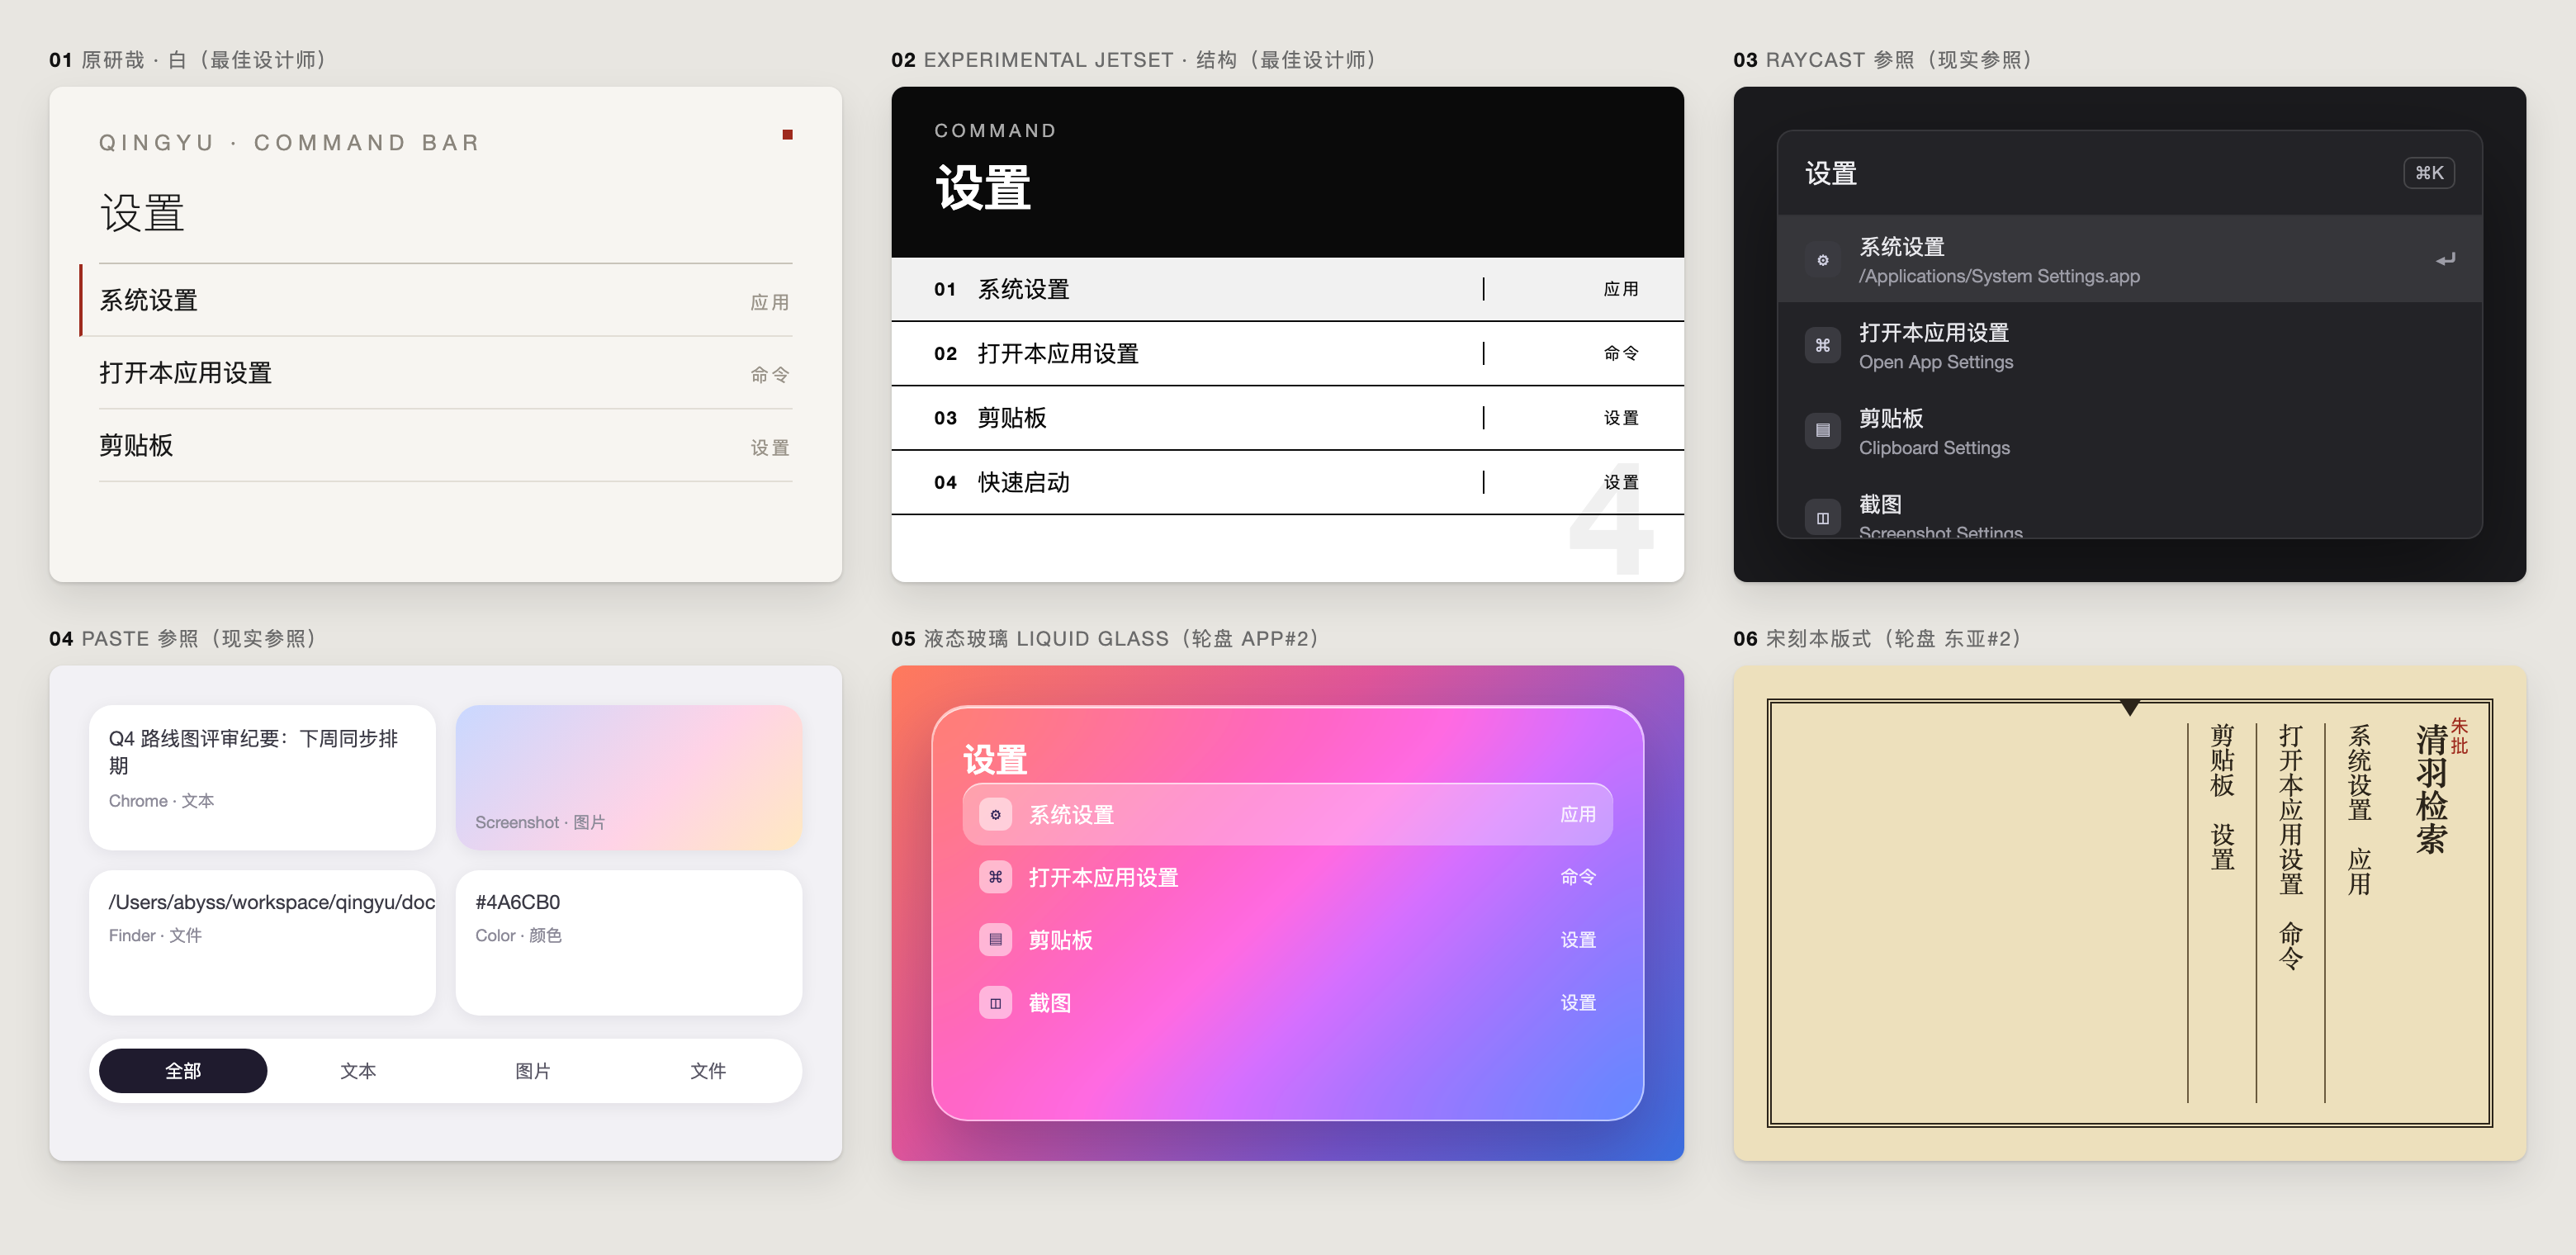 01 原研哉 · 白（最佳设计师）
QINGYU · COMMAND BAR
设置
系统设置 应用
打开本应用设置 命令
剪贴板 设置
02 EXPERIMENTAL JETSET · 结构（最佳设计师）
COMMAND
设置
01 系统设置 应用
02 打开本应用设置 命令
03 剪贴板 设置
04 快速启动 设置
4
03 RAYCAST 参照（现实参照）
设置 ⌘K
系统设置
/Applications/System Settings.app
打开本应用设置
Open App Settings
剪贴板
Clipboard Settings
截图
Screenshot Settings
04 PASTE 参照（现实参照）
Q4 路线图评审纪要：下周同步排
期
Chrome · 文本
Screenshot · 图片
/Users/abyss/workspace/qingyu/doc
Finder · 文件
#4A6CB0
Color · 颜色
全部 文本 图片 文件
05 液态玻璃 LIQUID GLASS（轮盘 APP#2）
设置
系统设置 应用
打开本应用设置 命令
剪贴板 设置
截图 设置
06 宋刻本版式（轮盘 东亚#2）
朱批
清羽检索
系统设置 应用
打开本应用设置 命令
剪贴板 设置